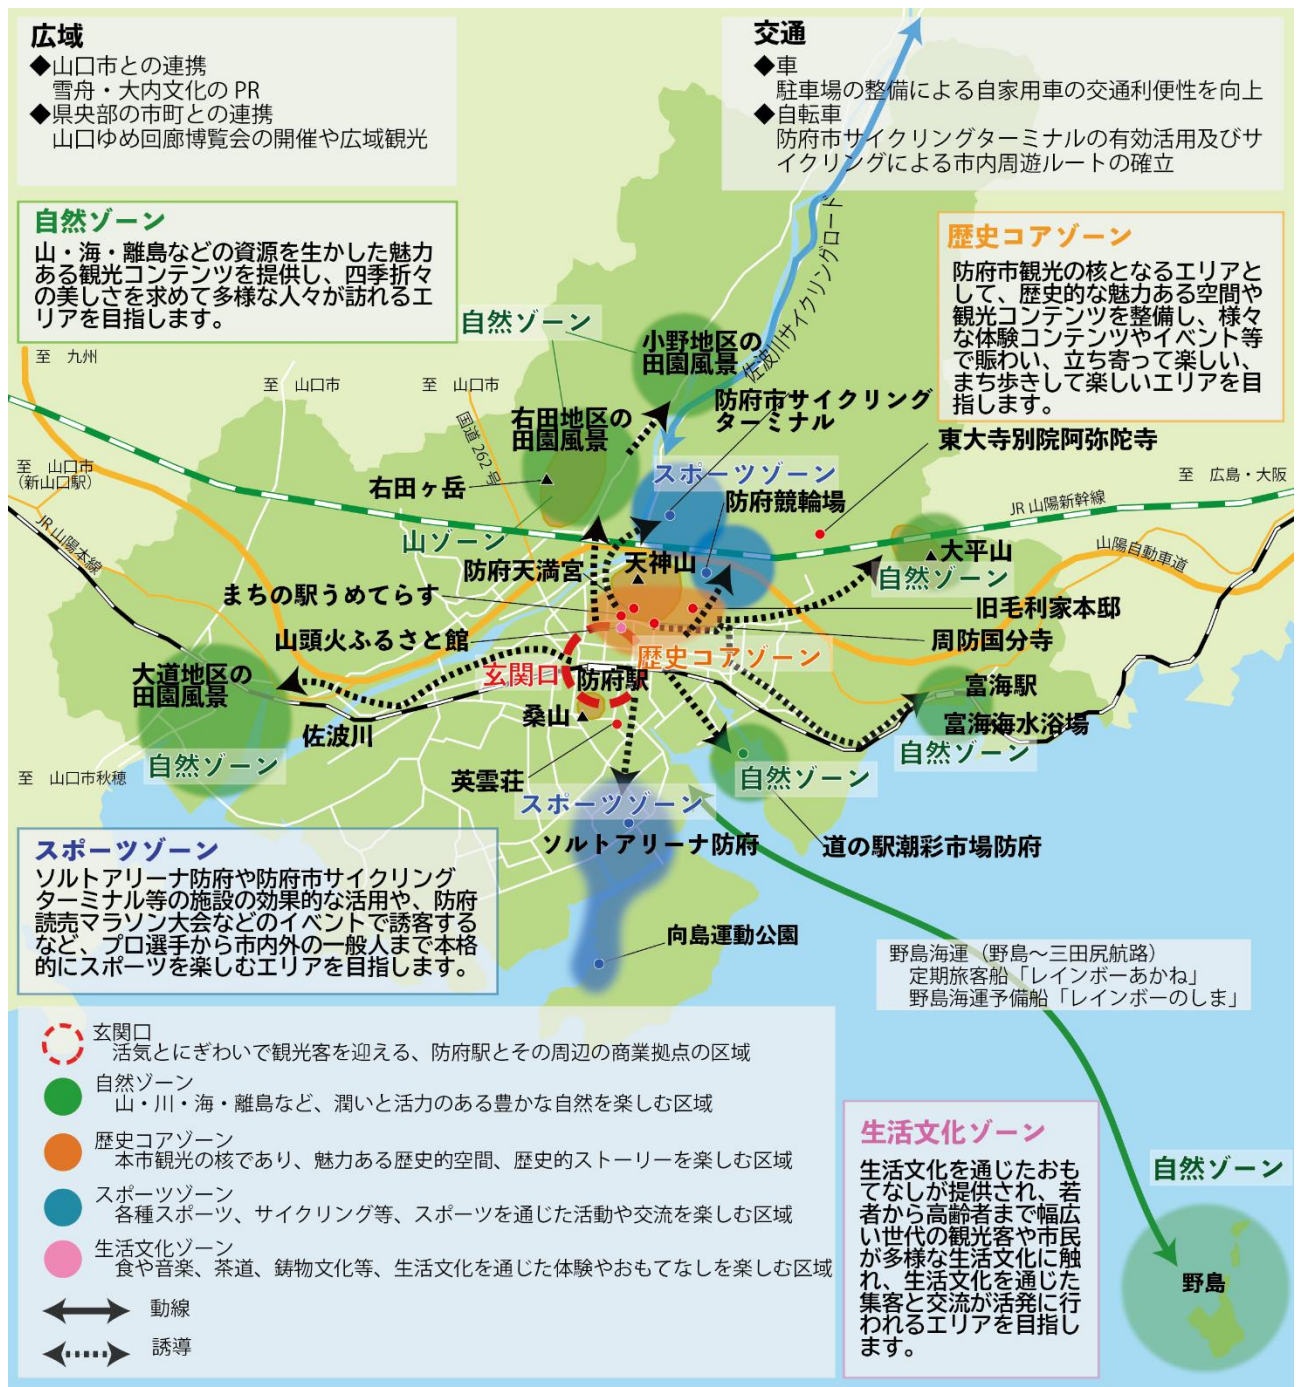 広域
◆山口市との連携
雪舟・大内文化のPR
◆県央部の市町との連携
山口ゆめ回廊博覧会の開催や広域観光
交通
◆車
駐車場の整備による自家用車の交通利便性を向上
◆自転車
防府市サイクリングターミナルの有効活用及びサ
イクリングによる市内周遊ルートの確立
自然ゾーン
山・海・離島などの資源を生かした魅力
ある観光コンテンツを提供し、四季折々
の美しさを求めて多様な人々が訪れるエ
リアを目指します。
歴史コアゾーン
防府市観光の核となるエリアと
して、歴史的な魅力ある空間や
観光コンテンツを整備し、様々
な体験コンテンツやイベント等
で賑わい、立ち寄って楽しい、
まち歩きして楽しいエリアを目
指します。
佐波川サイクリングロード
自然ゾーン
小野地区の
田園風景
至 九州
至 山口市
至 山口市
国道262号
右田地区の
田園風景
防府市サイクリング
ターミナル
東大寺別院阿弥陀寺
至 山口市
(新山口駅)
スポーツゾーン
至 広島・大阪
右田ヶ岳
防府競輪場
JR山陽新幹線
JR山陽本線
山ゾーン
大平山
山陽自動車道
防府天満宮
天神山
自然ゾーン
まちの駅うめてらす
旧毛利家本邸
山頭火ふるさと館
周防国分寺
歴史コアゾーン
大道地区の
田園風景
玄関口
防府駅
富海駅
桑山
富海海水浴場
佐波川
自然ゾーン
自然ゾーン
自然ゾーン
至 山口市秋穂
英雲荘
スポーツゾーン
ソルトアリーナ防府
道の駅潮彩市場防府
スポーツゾーン
ソルトアリーナ防府や防府市サイクリング
ターミナル等の施設の効果的な活用や、防府
読売マラソン大会などのイベントで誘客する
など、プロ選手から市内外の一般人まで本格
的にスポーツを楽しむエリアを目指します。
向島運動公園
野島海運(野島～三田尻航路)
定期旅客船「レインボーあかね」
野島海運予備船「レインボーのしま」
玄関口
活気とにぎわいで観光客を迎える、防府駅とその周辺の商業拠点の区域
自然ゾーン
山・川・海・離島など、潤いと活力のある豊かな自然を楽しむ区域
歴史コアゾーン
本市観光の核であり、魅力ある歴史的空間、歴史的ストーリーを楽しむ区域
スポーツゾーン
各種スポーツ、サイクリング等、スポーツを通じた活動や交流を楽しむ区域
生活文化ゾーン
食や音楽、茶道、鋳物文化等、生活文化を通じた体験やおもてなしを楽しむ区域
動線
誘導
生活文化ゾーン
生活文化を通じたおも
てなしが提供され、若
者から高齢者まで幅広
い世代の観光客や市民
が多様な生活文化に触
れ、生活文化を通じた
集客と交流が活発に行
われるエリアを目指し
ます。
自然ゾーン
野島